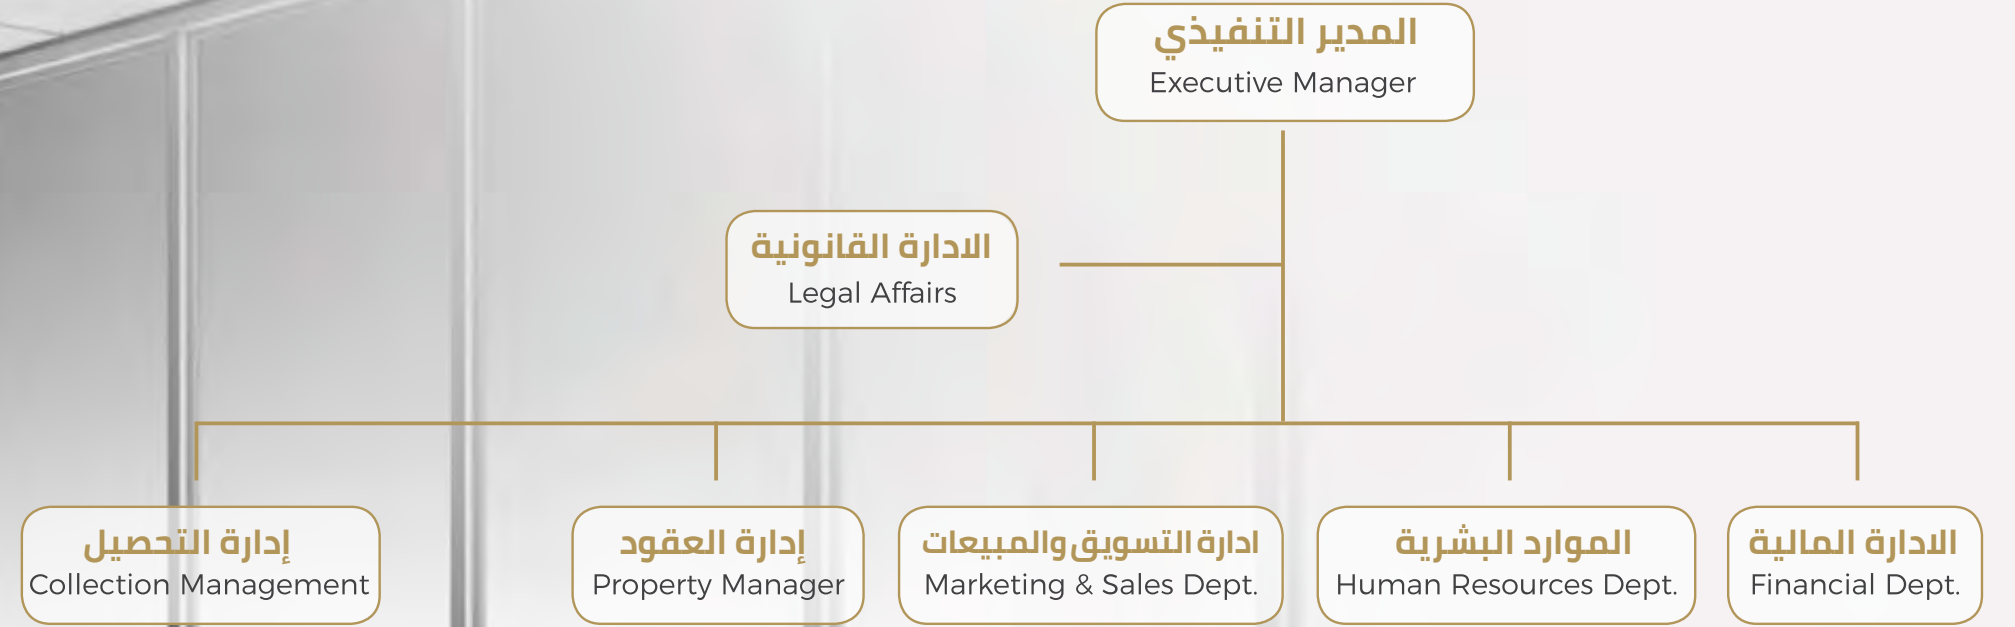 المدير التنفيذي
Executive Manager
الادارة القانونية
Legal Affairs
إدارة التحصيل
Collection Management
إدارة العقود
Property Manager
ادارة التسويق والمبيعات
Marketing & Sales Dept.
الموارد البشرية
Human Resources Dept.
الادارة المالية
Financial Dept.